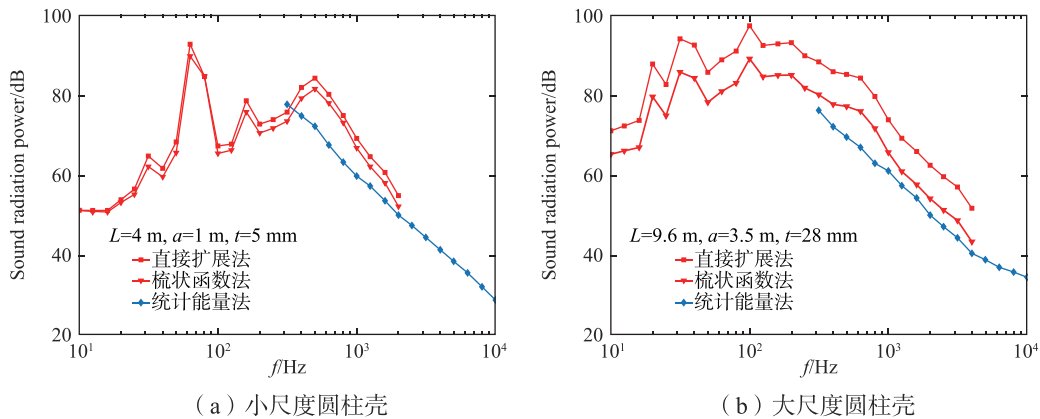 Sound radiation power/dB
100
80
60
40
20
L=4 m, a=1 m, t=5 mm
直接扩展法
梳状函数法
统计能量法
10¹ 10² 10³ 10⁴
f/Hz
(a)小尺度圆柱壳
Sound radiation power/dB
100
80
60
40
20
L=9.6 m, a=3.5 m, t=28 mm
直接扩展法
梳状函数法
统计能量法
10¹ 10² 10³ 10⁴
f/Hz
(b)大尺度圆柱壳